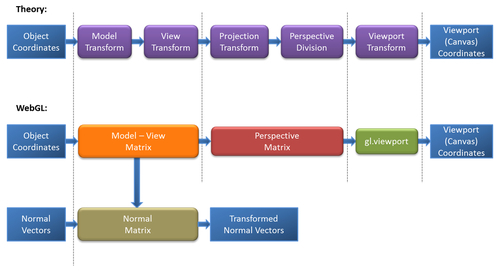 Theory:
Object
Coordinates
Model
Transform
View
Transform
Projection
Transform
Perspective
Division
Viewport
Transform
Viewport
(Canvas)
Coordinates
WebGL:
Object
Coordinates
Model – View
Matrix
Perspective
Matrix
gl.viewport
Viewport
(Canvas)
Coordinates
Normal
Vectors
Normal
Matrix
Transformed
Normal Vectors